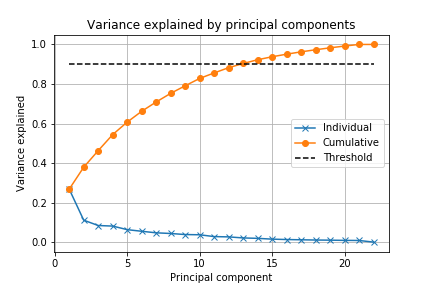 Variance explained by principal components
1.0
0.8
0.6
0.4
0.2
0.0
Variance explained
Individual
Cumulative
Threshold
0 5 10 15 20
Principal component